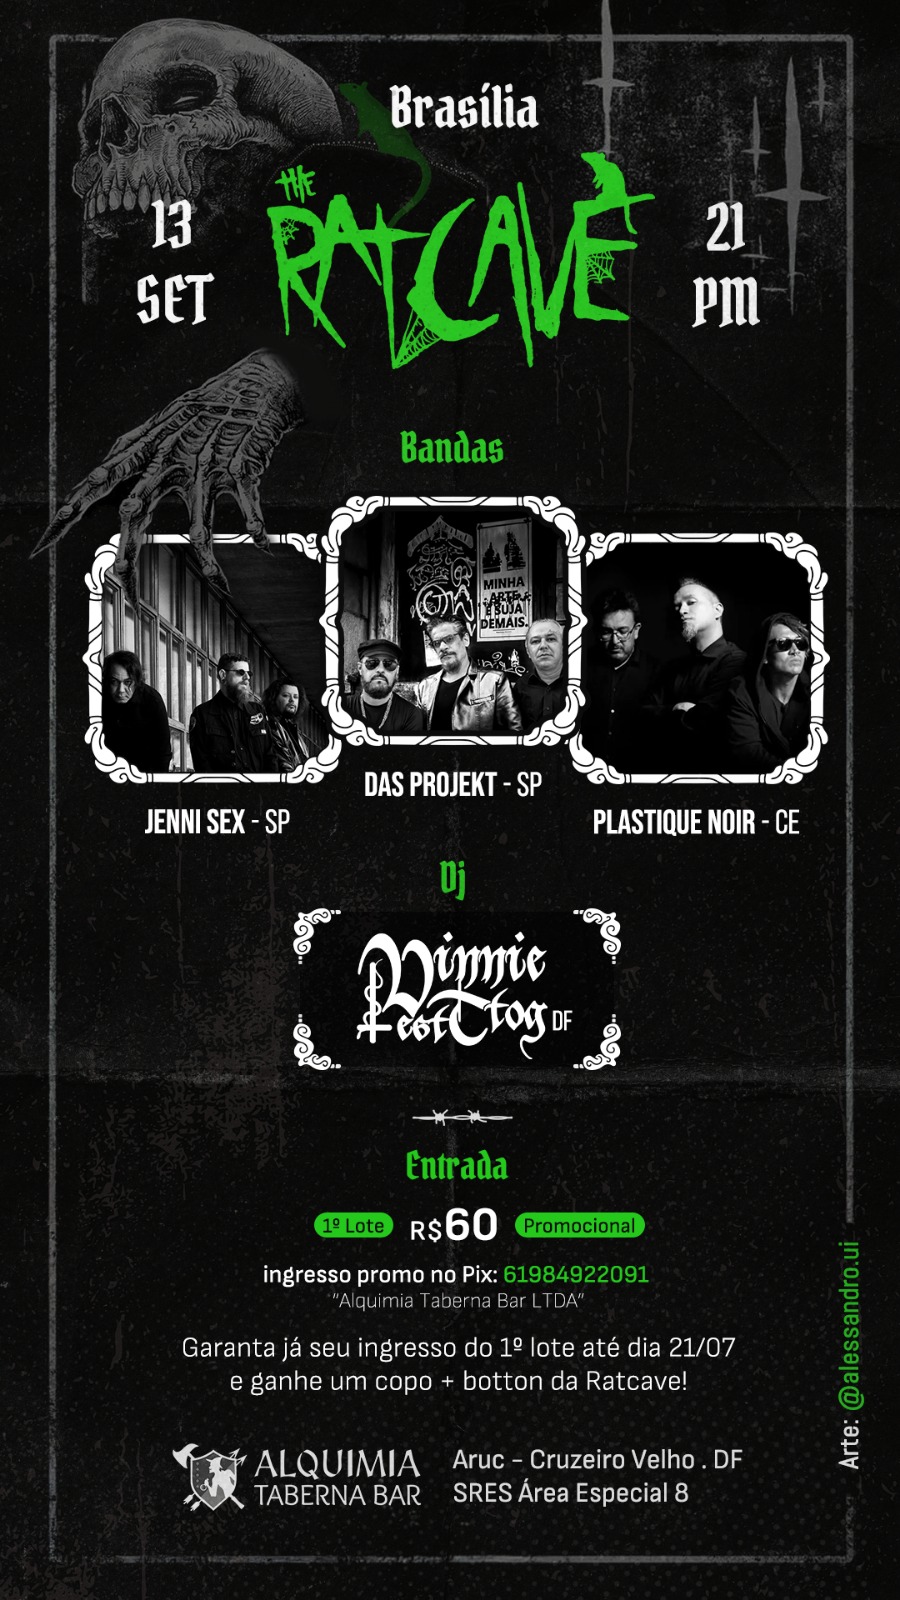 Brasília
THE
RATCAVE
13
SET
21
PM
Bandas
MINHA
ARTE
É SUJA
DEMAIS.
JENNI SEX - SP
DAS PROJEKT - SP
PLASTIQUE NOIR - CE
Dj
Vinnie
Pest Ttog DF
Entrada
1º Lote R$60 Promocional
ingresso promo no Pix: 61984922091
"Alquimia Taberna Bar LTDA"
Garanta já seu ingresso do 1º lote até dia 21/07
e ganhe um copo + botton da Ratcave!
ALQUIMIA
TABERNA BAR
Aruc - Cruzeiro Velho . DF
SRES Área Especial 8
Arte: @alessandro.ui